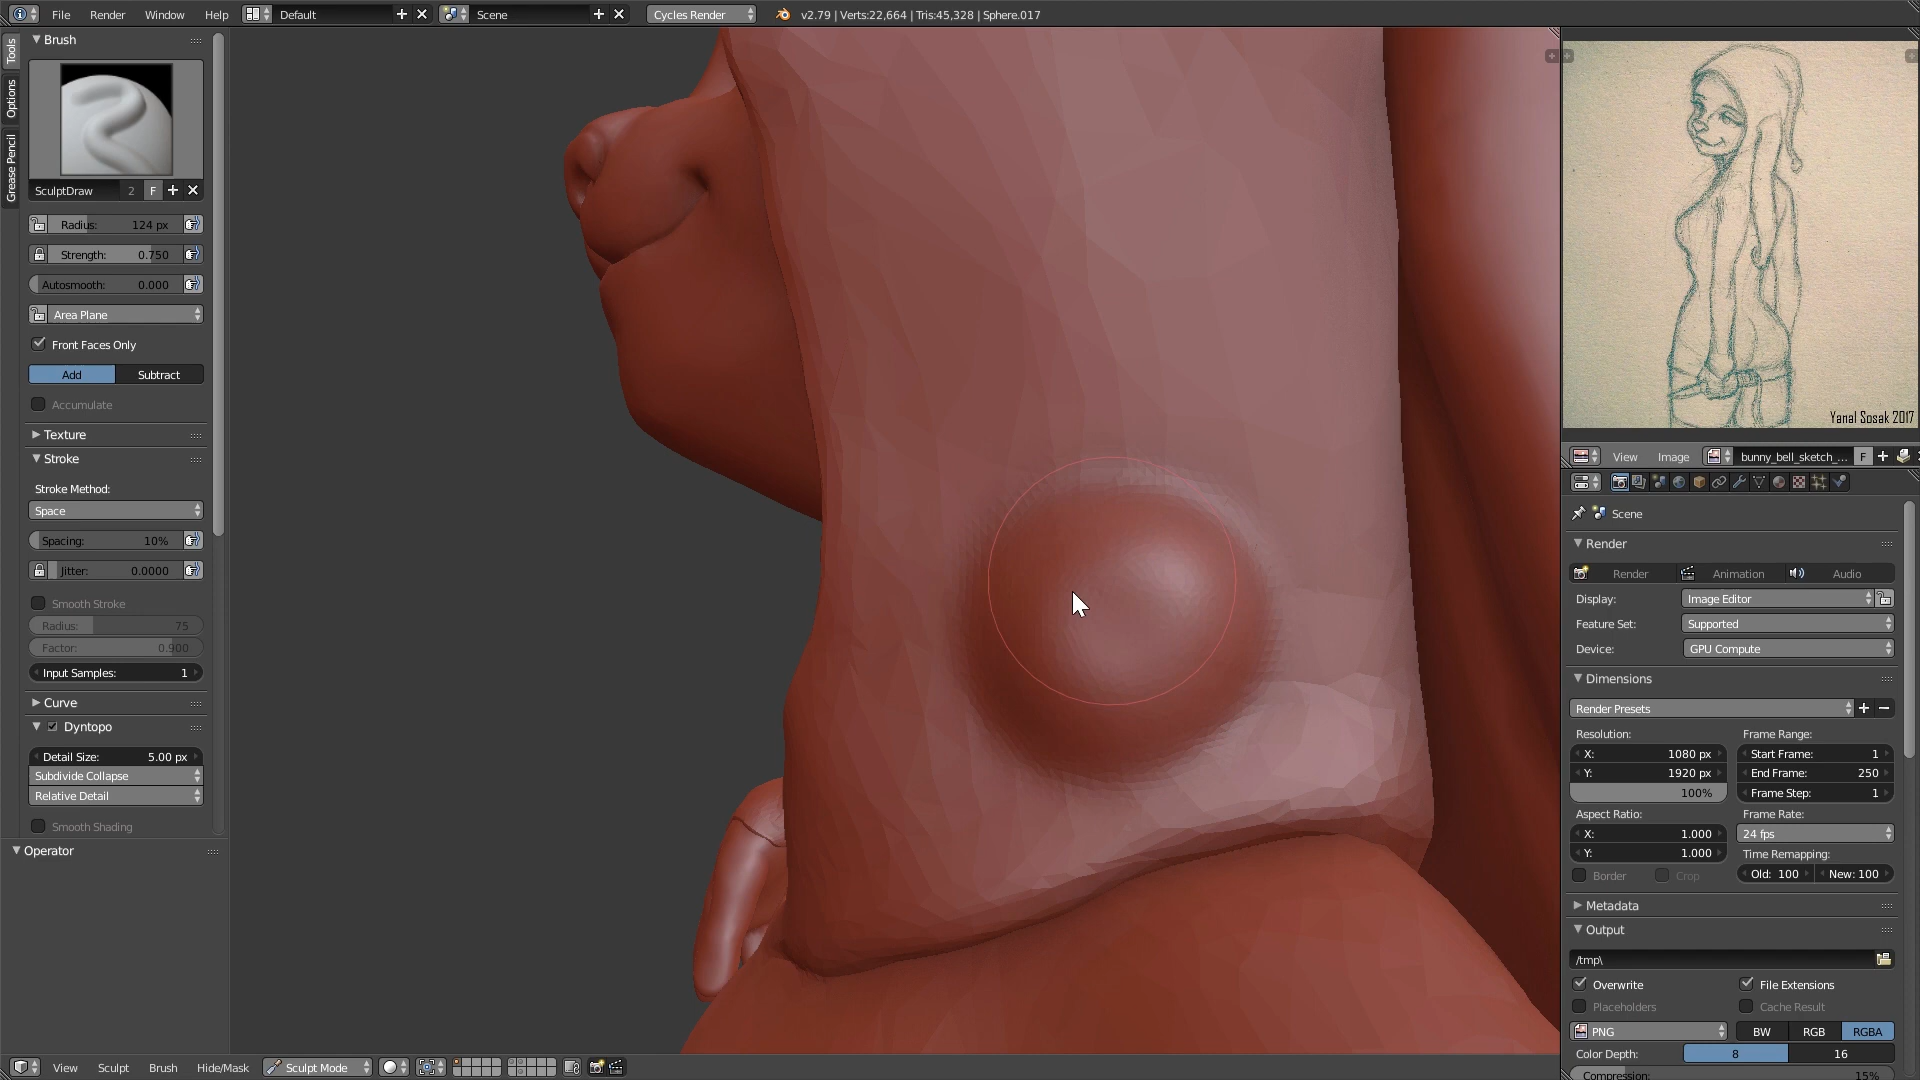 File Render Window Help Default Scene Cycles Render v2.79 | Verts:22,664 | Tris:45,328 | Sphere.017
Tools
Options
Grease Pencil
Brush
SculptDraw 2 F
Radius: 124 px
Strength: 0.750
Autosmooth: 0.000
Area Plane
Front Faces Only
Add Subtract
Accumulate
Texture
Stroke
Stroke Method:
Space
Spacing: 10%
Jitter: 0.0000
Smooth Stroke
Radius: 75
Factor: 0.900
Input Samples: 1
Curve
Dyntopo
Detail Size: 5.00 px
Subdivide Collapse
Relative Detail
Smooth Shading
Operator
View Sculpt Brush Hide/Mask Sculpt Mode
Yanal Sosak 2017
View Image bunny_bell_sketch_... F
Scene
Render
Render Animation Audio
Display: Image Editor
Feature Set: Supported
Device: GPU Compute
Dimensions
Render Presets
Resolution: Frame Range:
X: 1080 px Start Frame: 1
Y: 1920 px End Frame: 250
100% Frame Step: 1
Aspect Ratio: Frame Rate:
X: 1.000 24 fps
Y: 1.000 Time Remapping:
Border Crop Old: 100 New: 100
Metadata
Output
/tmp\
Overwrite File Extensions
Placeholders Cache Result
PNG BW RGB RGBA
Color Depth: 8 16
Compression: 15%